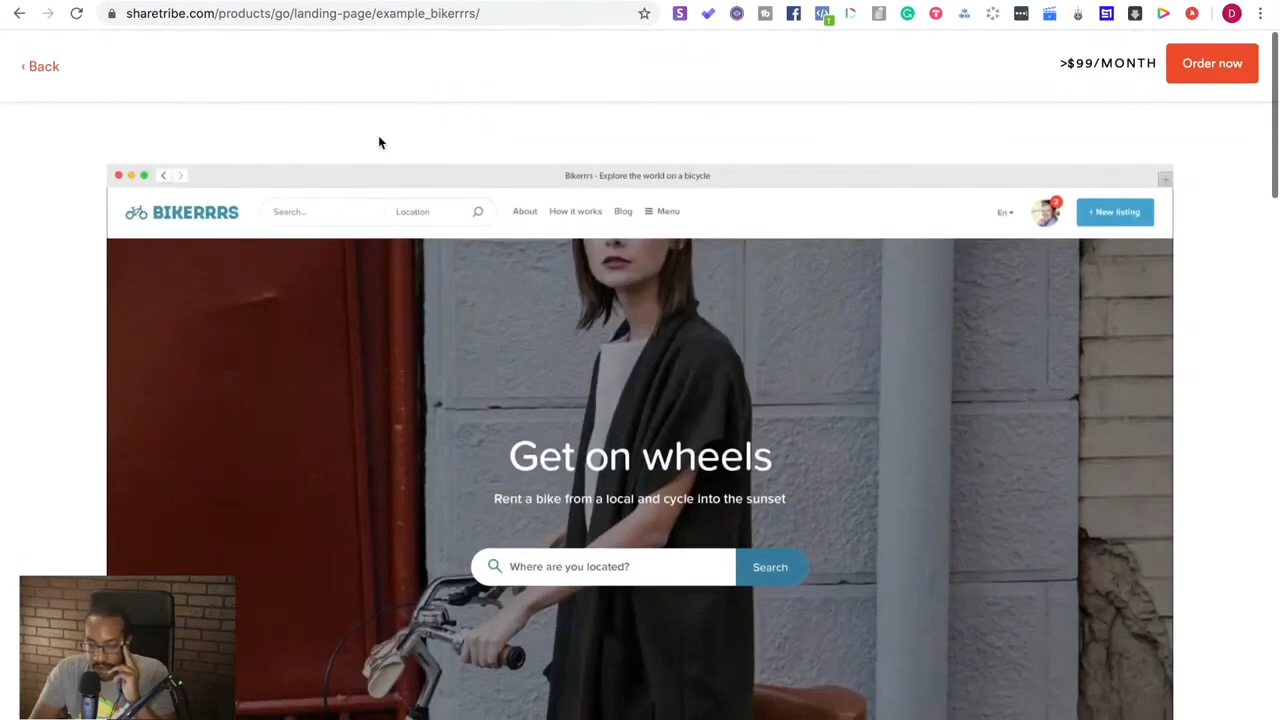 sharetribe.com/products/go/landing-page/example_bikerrrs/
D
1
‹ Back
>$99/MONTH
Order now
Bikerrrs - Explore the world on a bicycle
BIKERRRS
Search...
Location
About
How it works
Blog
Menu
En
2
+ New listing
Get on wheels
Rent a bike from a local and cycle into the sunset
Where are you located?
Search